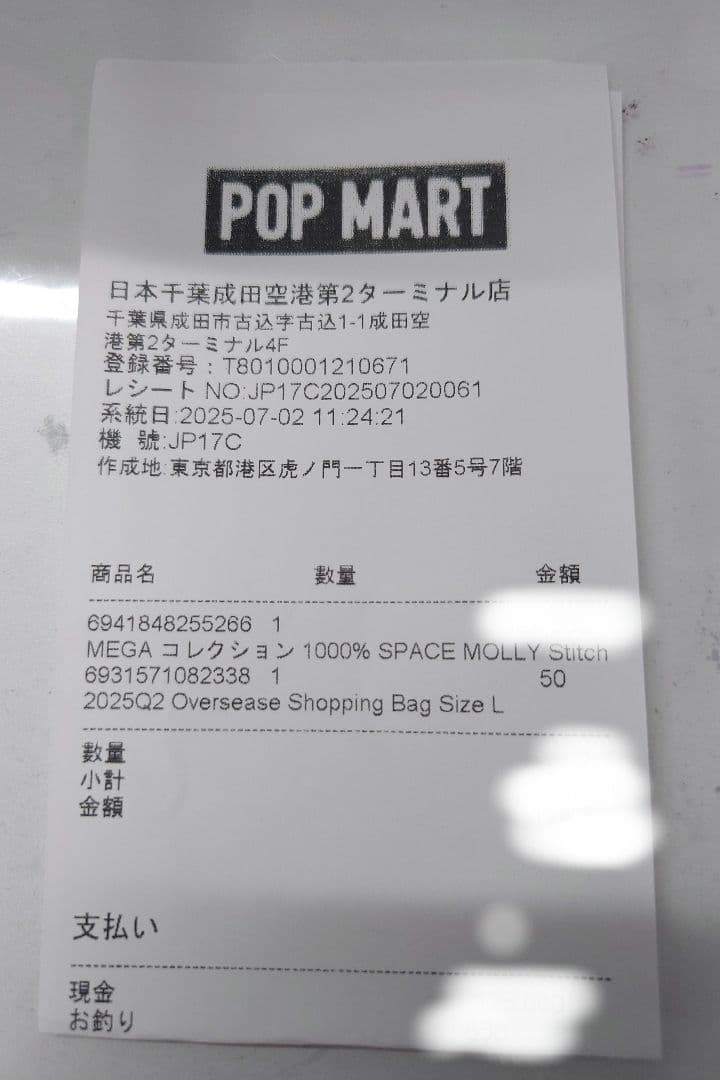 POP MART
日本千葉成田空港第2ターミナル店
千葉県成田市古込字古込1-1成田空
港第2ターミナル4F
登録番号：T8010001210671
レシート NO:JP17C202507020061
系統日:2025-07-02 11:24:21
機 號:JP17C
作成地:東京都港区虎ノ門一丁目13番5号7階
商品名 數量 金額
6941848255266 1
MEGA コレクション 1000% SPACE MOLLY Stitch
6931571082338 1 50
2025Q2 Oversease Shopping Bag Size L
數量
小計
金額
支払い
現金
お釣り